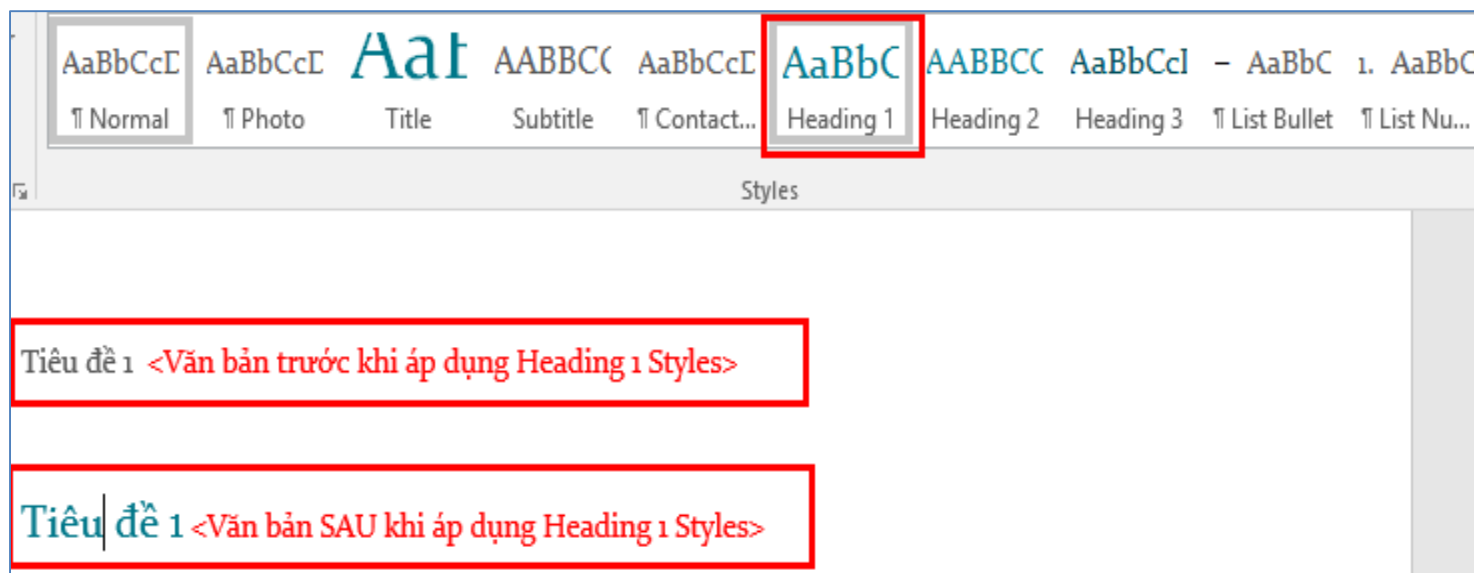 AaBbCcD AaBbCcD Aat AABBCC AaBbCcD AaBbC AABBCC AaBbCcI – AaBbC 1. AaBbC
¶ Normal ¶ Photo Title Subtitle ¶ Contact... Heading 1 Heading 2 Heading 3 ¶ List Bullet ¶ List Nu...
Styles
Tiêu đề 1 <Văn bản trước khi áp dụng Heading 1 Styles>
Tiêu đề 1 <Văn bản SAU khi áp dụng Heading 1 Styles>